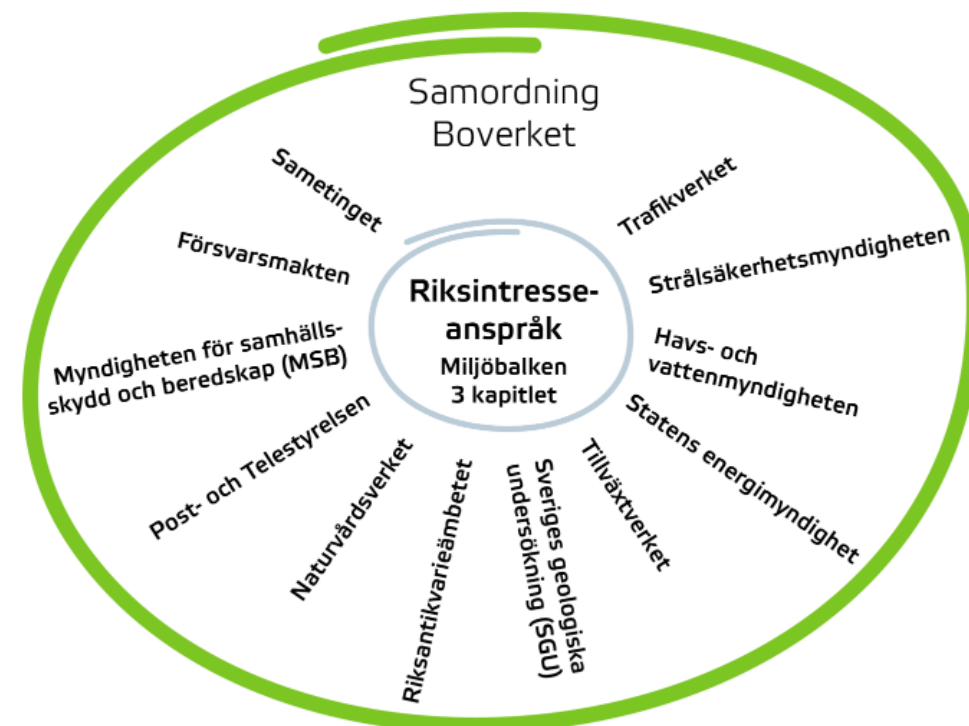 Samordning
Boverket
Sametinget
Försvarsmakten
Myndigheten för samhälls-
skydd och beredskap (MSB)
Post- och Telestyrelsen
Naturvårdsverket
Riksantikvarieämbetet
Sveriges geologiska
undersökning (SGU)
Tillväxtverket
Statens energimyndighet
Havs- och
vattenmyndigheten
Strålsäkerhetsmyndigheten
Trafikverket
Riksintresse-
anspråk
Miljöbalken
3 kapitlet